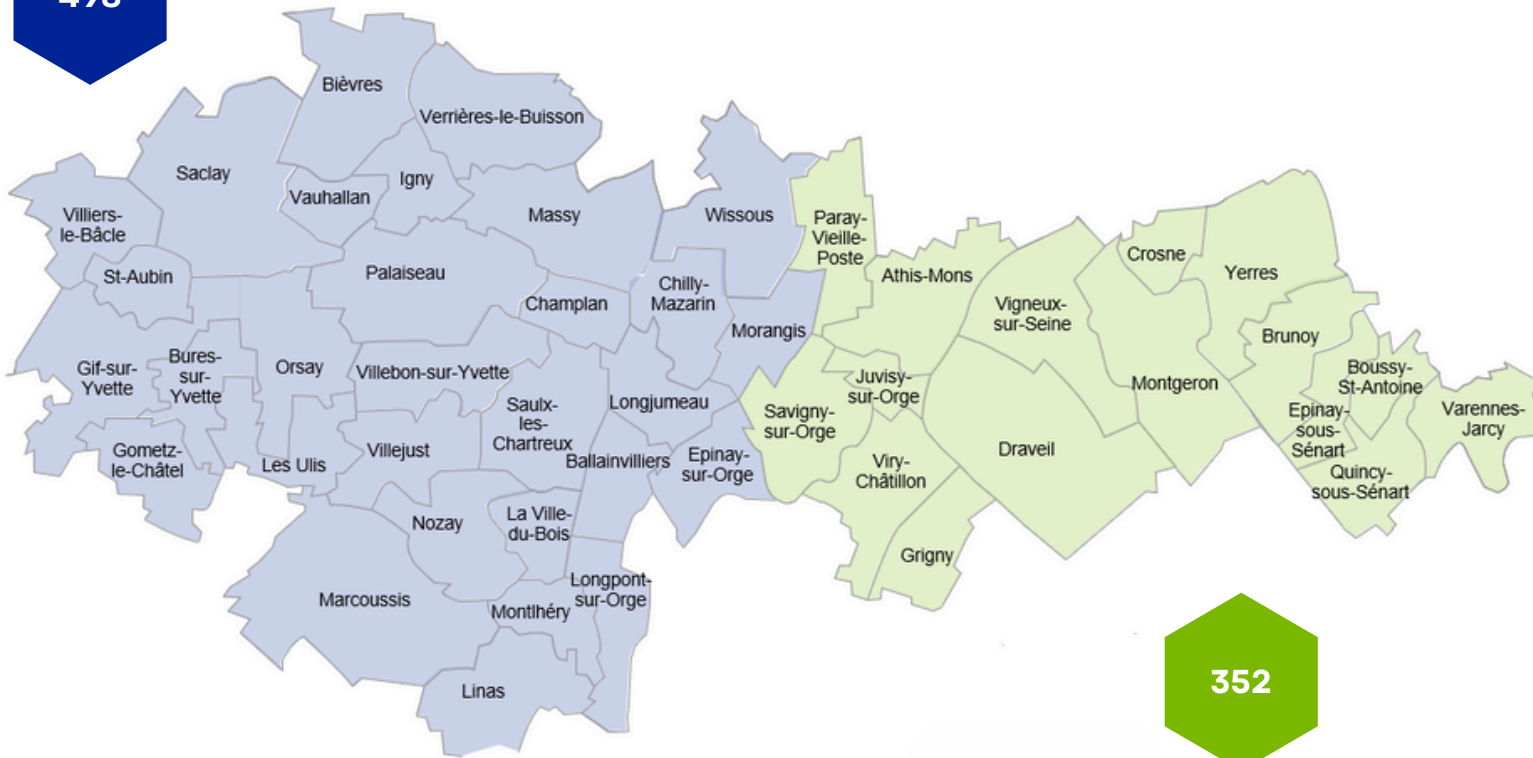 498
Bièvres
Verrières-le-Buisson
Saclay
Igny
Vauhallan
Villiers-
le-Bâcle
Massy
Wissous
Paray-
Vieille-
Poste
St-Aubin
Palaiseau
Champlan
Chilly-
Mazarin
Athis-Mons
Crosne
Yerres
Vigneux-
sur-Seine
Morangis
Brunoy
Gif-sur-
Yvette
Bures-
sur-
Yvette
Orsay
Villebon-sur-Yvette
Longjumeau
Juvisy-
sur-Orge
Montgeron
Boussy-
St-Antoine
Saulx-
les-
Chartreux
Savigny-
sur-Orge
Epinay-
sous-
Sénart
Varennes-
Jarcy
Gometz-
le-Châtel
Les Ulis
Villejust
Ballainvilliers
Epinay-
sur-Orge
Viry-
Châtillon
Draveil
Quincy-
sous-Sénart
Nozay
La Ville-
du-Bois
Grigny
Marcoussis
Montlhéry
Longpont-
sur-Orge
Linas
352